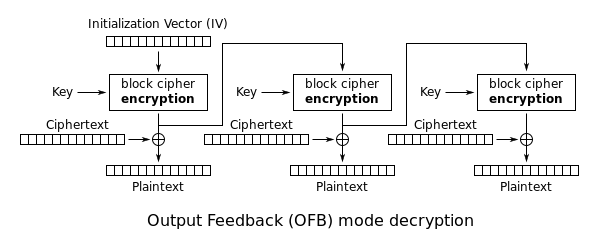 Initialization Vector (IV)
Key
block cipher
encryption
Key
block cipher
encryption
Key
block cipher
encryption
Ciphertext
Ciphertext
Ciphertext
Plaintext
Plaintext
Plaintext
Output Feedback (OFB) mode decryption